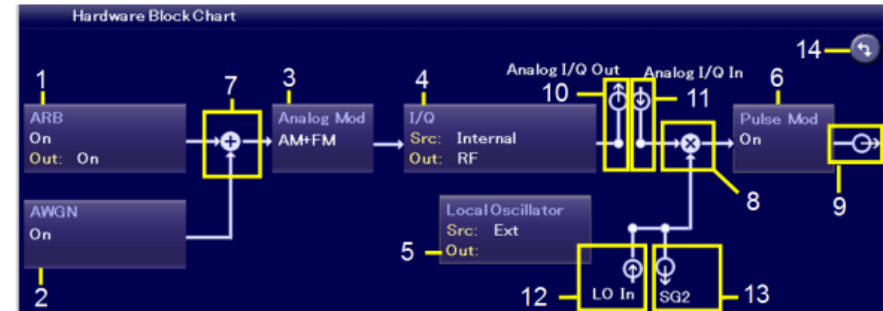 Hardware Block Chart
14
Analog I/Q Out
Analog I/Q In
1
7
3
4
10
11
6
ARB
On
Out: On
Analog Mod
AM+FM
I/Q
Src: Internal
Out: RF
Pulse Mod
On
AWGN
On
Local Oscillator
Src: Ext
Out:
5
8
9
2
12
LO In
SG2
13